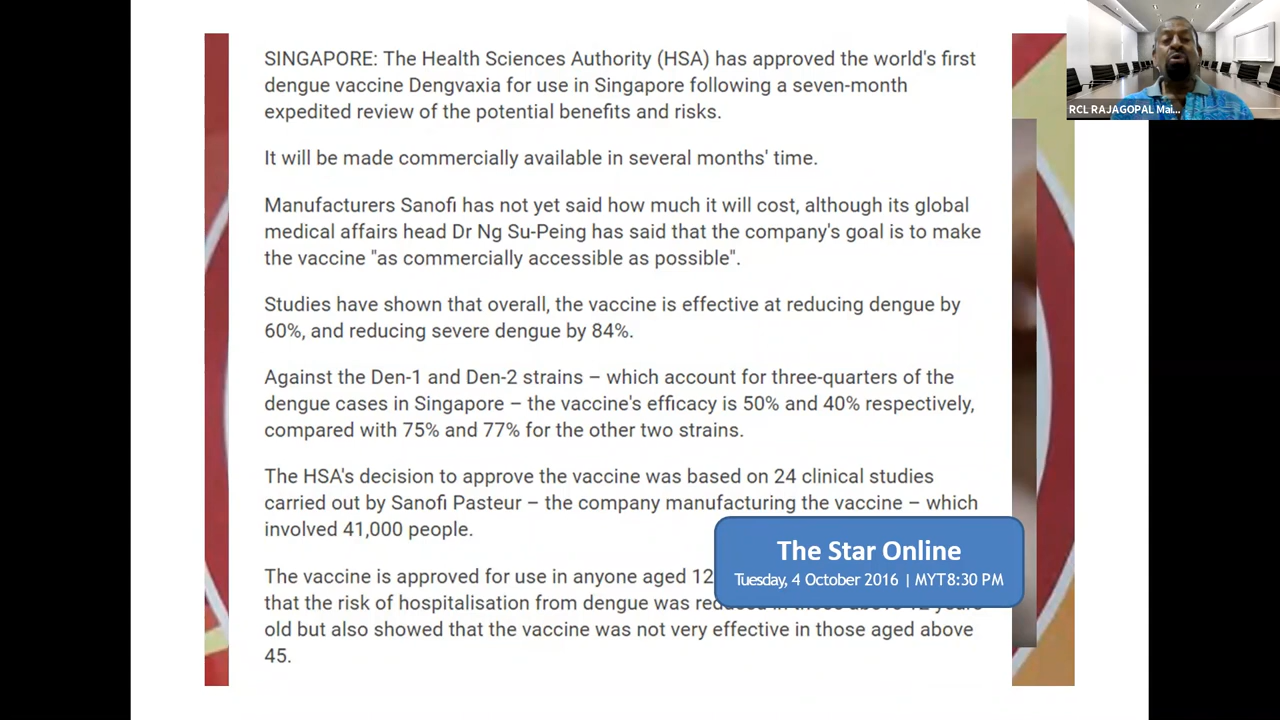 SINGAPORE: The Health Sciences Authority (HSA) has approved the world's first
dengue vaccine Dengvaxia for use in Singapore following a seven-month
expedited review of the potential benefits and risks.
It will be made commercially available in several months' time.
Manufacturers Sanofi has not yet said how much it will cost, although its global
medical affairs head Dr Ng Su-Peing has said that the company's goal is to make
the vaccine "as commercially accessible as possible".
Studies have shown that overall, the vaccine is effective at reducing dengue by
60%, and reducing severe dengue by 84%.
Against the Den-1 and Den-2 strains – which account for three-quarters of the
dengue cases in Singapore – the vaccine's efficacy is 50% and 40% respectively,
compared with 75% and 77% for the other two strains.
The HSA's decision to approve the vaccine was based on 24 clinical studies
carried out by Sanofi Pasteur – the company manufacturing the vaccine – which
involved 41,000 people.
The vaccine is approved for use in anyone aged 12
that the risk of hospitalisation from dengue was
old but also showed that the vaccine was not very effective in those aged above
45.
The Star Online
Tuesday, 4 October 2016 | MYT8:30 PM
RCL RAJAGOPAL Mai...